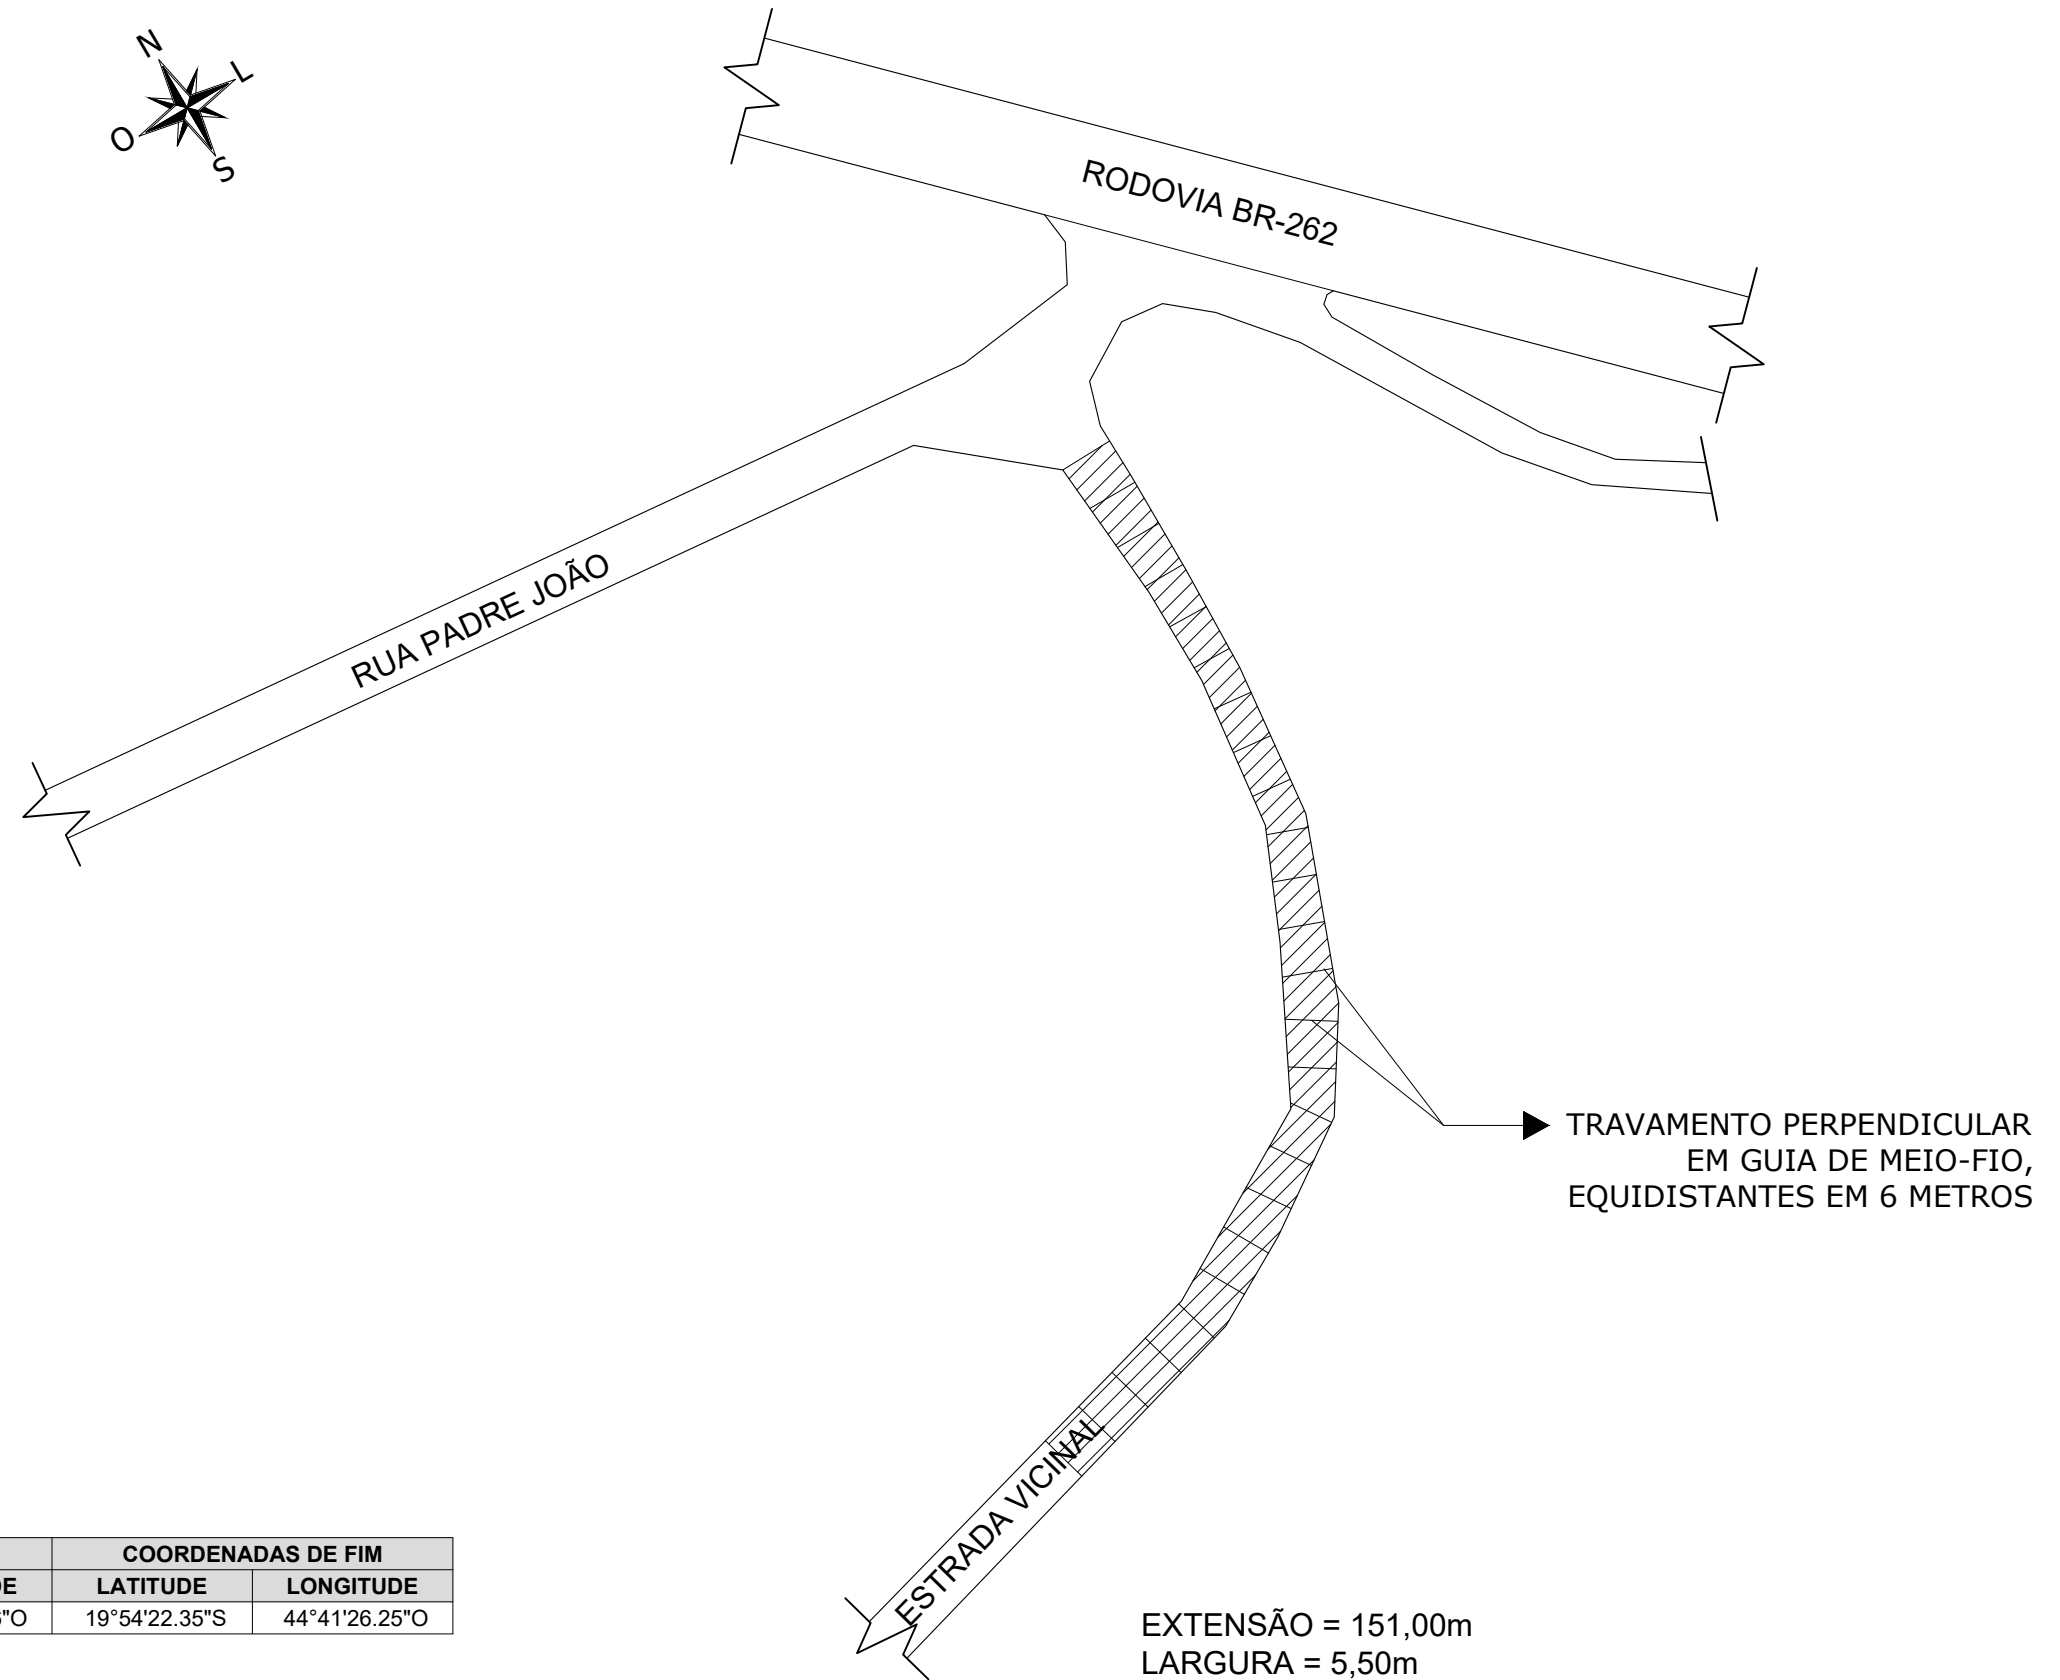 N
L
O
S
RODOVIA BR-262
RUA PADRE JOÃO
TRAVAMENTO PERPENDICULAR
EM GUIA DE MEIO-FIO,
EQUIDISTANTES EM 6 METROS
ESTRADA VICINAL
COORDENADAS DE FIM
LATITUDE LONGITUDE
"O 19°54'22.35"S 44°41'26.25"O
EXTENSÃO = 151,00m
LARGURA = 5,50m